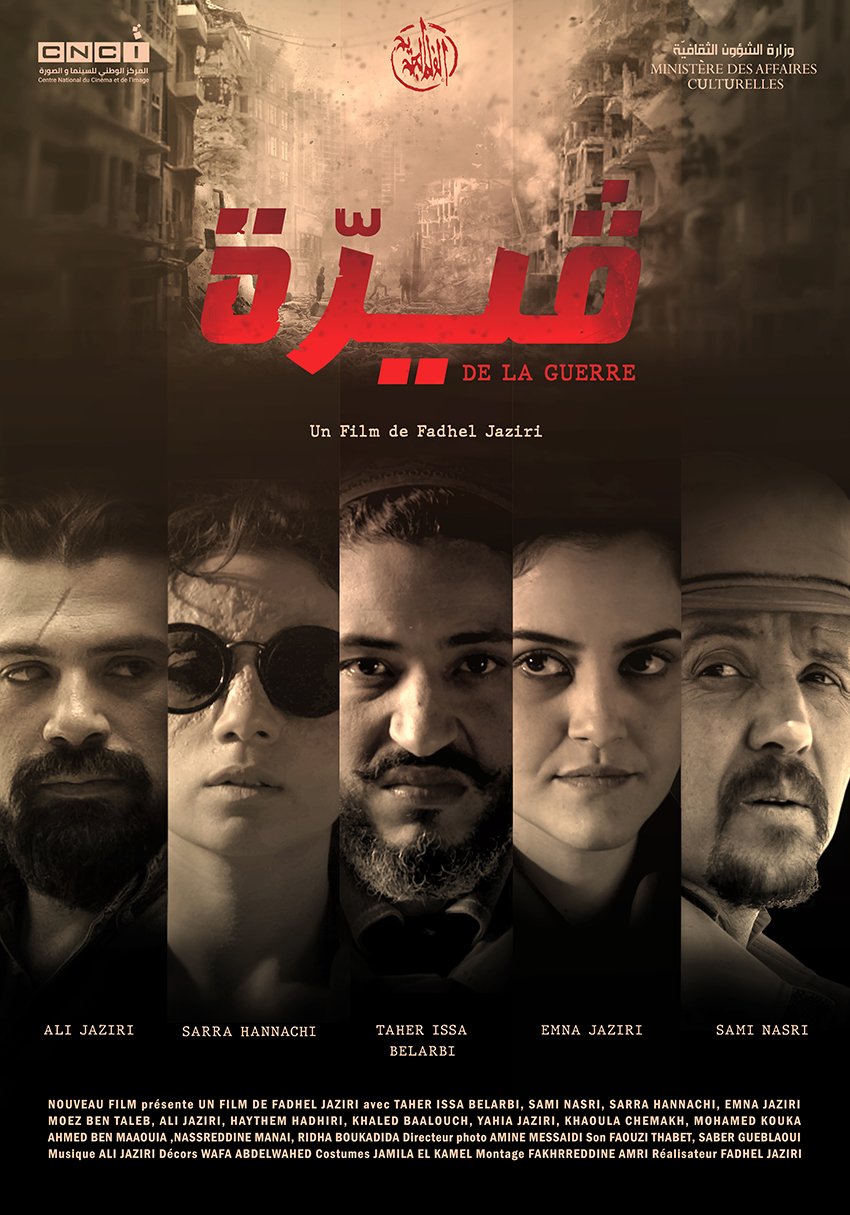 CNCI
المركز الوطني للسينما و الصورة
Centre National du Cinéma et de l'Image
وزارة الشؤون الثقافية
MINISTÈRE DES AFFAIRES
CULTURELLES
ڨيرّة
DE LA GUERRE
Un Film de Fadhel Jaziri
ALI JAZIRI
SARRA HANNACHI
TAHER ISSA
BELARBI
EMNA JAZIRI
SAMI NASRI
NOUVEAU FILM présente UN FILM DE FADHEL JAZIRI avec TAHER ISSA BELARBI, SAMI NASRI, SARRA HANNACHI, EMNA JAZIRI
MOEZ BEN TALEB, ALI JAZIRI, HAYTHEM HADHIRI, KHALED BAALOUCH, YAHIA JAZIRI, KHAOULA CHEMAKH, MOHAMED KOUKA
AHMED BEN MAAOUIA ,NASSREDDINE MANAI, RIDHA BOUKADIDA Directeur photo AMINE MESSAIDI Son FAOUZI THABET, SABER GUEBLAOUI
Musique ALI JAZIRI Décors WAFA ABDELWAHED Costumes JAMILA EL KAMEL Montage FAKHRREDDINE AMRI Réalisateur FADHEL JAZIRI